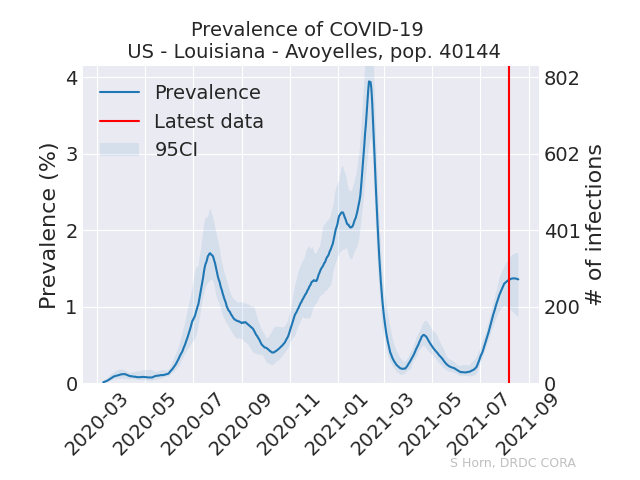 Prevalence of COVID-19
US - Louisiana - Avoyelles, pop. 40144
Prevalence (%)
4
3
2
1
0
Prevalence
Latest data
95CI
802
602
401
200
0
# of infections
2020-03
2020-05
2020-07
2020-09
2020-11
2021-01
2021-03
2021-05
2021-07
2021-09
S Horn, DRDC CORA